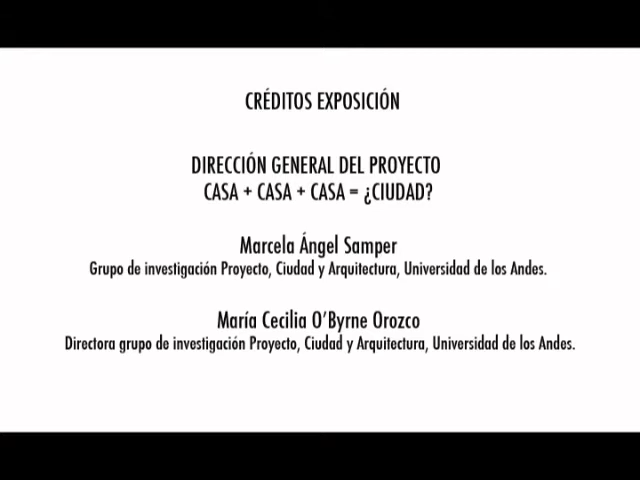 CRÉDITOS EXPOSICIÓN
DIRECCIÓN GENERAL DEL PROYECTO
CASA + CASA + CASA = ¿CIUDAD?
Marcela Ángel Samper
Grupo de investigación Proyecto, Ciudad y Arquitectura, Universidad de los Andes.
María Cecilia O'Byrne Orozco
Directora grupo de investigación Proyecto, Ciudad y Arquitectura, Universidad de los Andes.